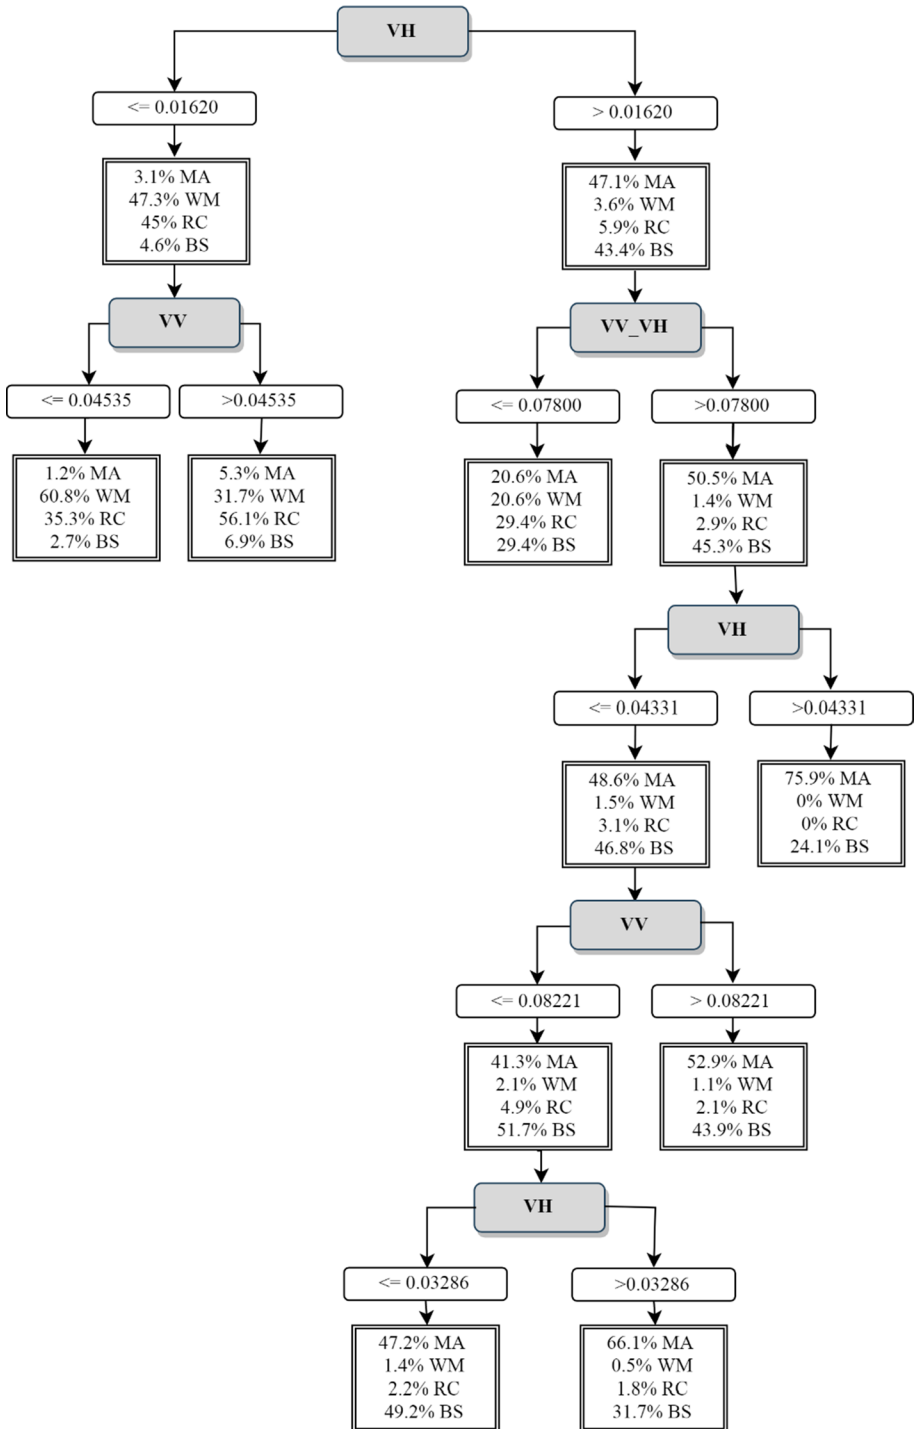 VH
<= 0.01620
> 0.01620
3.1% MA
47.3% WM
45% RC
4.6% BS
47.1% MA
3.6% WM
5.9% RC
43.4% BS
VV
VV_VH
<= 0.04535
>0.04535
<= 0.07800
>0.07800
1.2% MA
60.8% WM
35.3% RC
2.7% BS
5.3% MA
31.7% WM
56.1% RC
6.9% BS
20.6% MA
20.6% WM
29.4% RC
29.4% BS
50.5% MA
1.4% WM
2.9% RC
45.3% BS
VH
<= 0.04331
>0.04331
48.6% MA
1.5% WM
3.1% RC
46.8% BS
75.9% MA
0% WM
0% RC
24.1% BS
VV
<= 0.08221
> 0.08221
41.3% MA
2.1% WM
4.9% RC
51.7% BS
52.9% MA
1.1% WM
2.1% RC
43.9% BS
VH
<= 0.03286
>0.03286
47.2% MA
1.4% WM
2.2% RC
49.2% BS
66.1% MA
0.5% WM
1.8% RC
31.7% BS